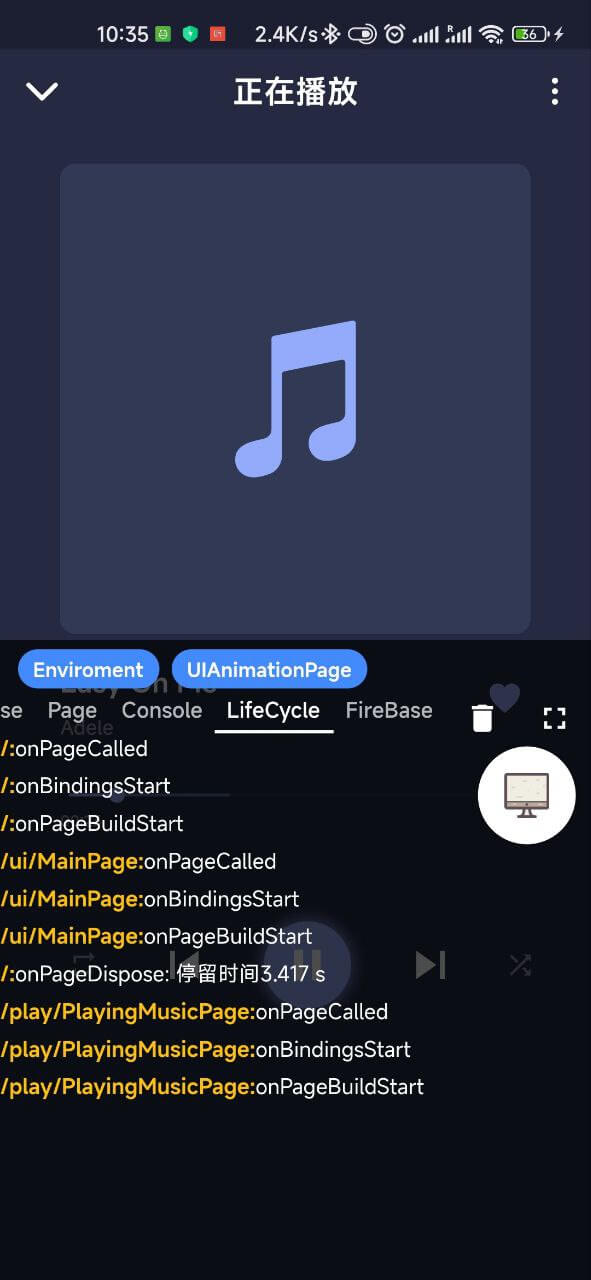 10:35 2.4K/s R 36
正在播放
Enviroment UIAnimationPage
Easy On Me
se Page Console LifeCycle FireBase
Adele
/:onPageCalled
/:onBindingsStart
/:onPageBuildStart
/ui/MainPage:onPageCalled
/ui/MainPage:onBindingsStart
/ui/MainPage:onPageBuildStart
/:onPageDispose: 停留时间3.417 s
/play/PlayingMusicPage:onPageCalled
/play/PlayingMusicPage:onBindingsStart
/play/PlayingMusicPage:onPageBuildStart